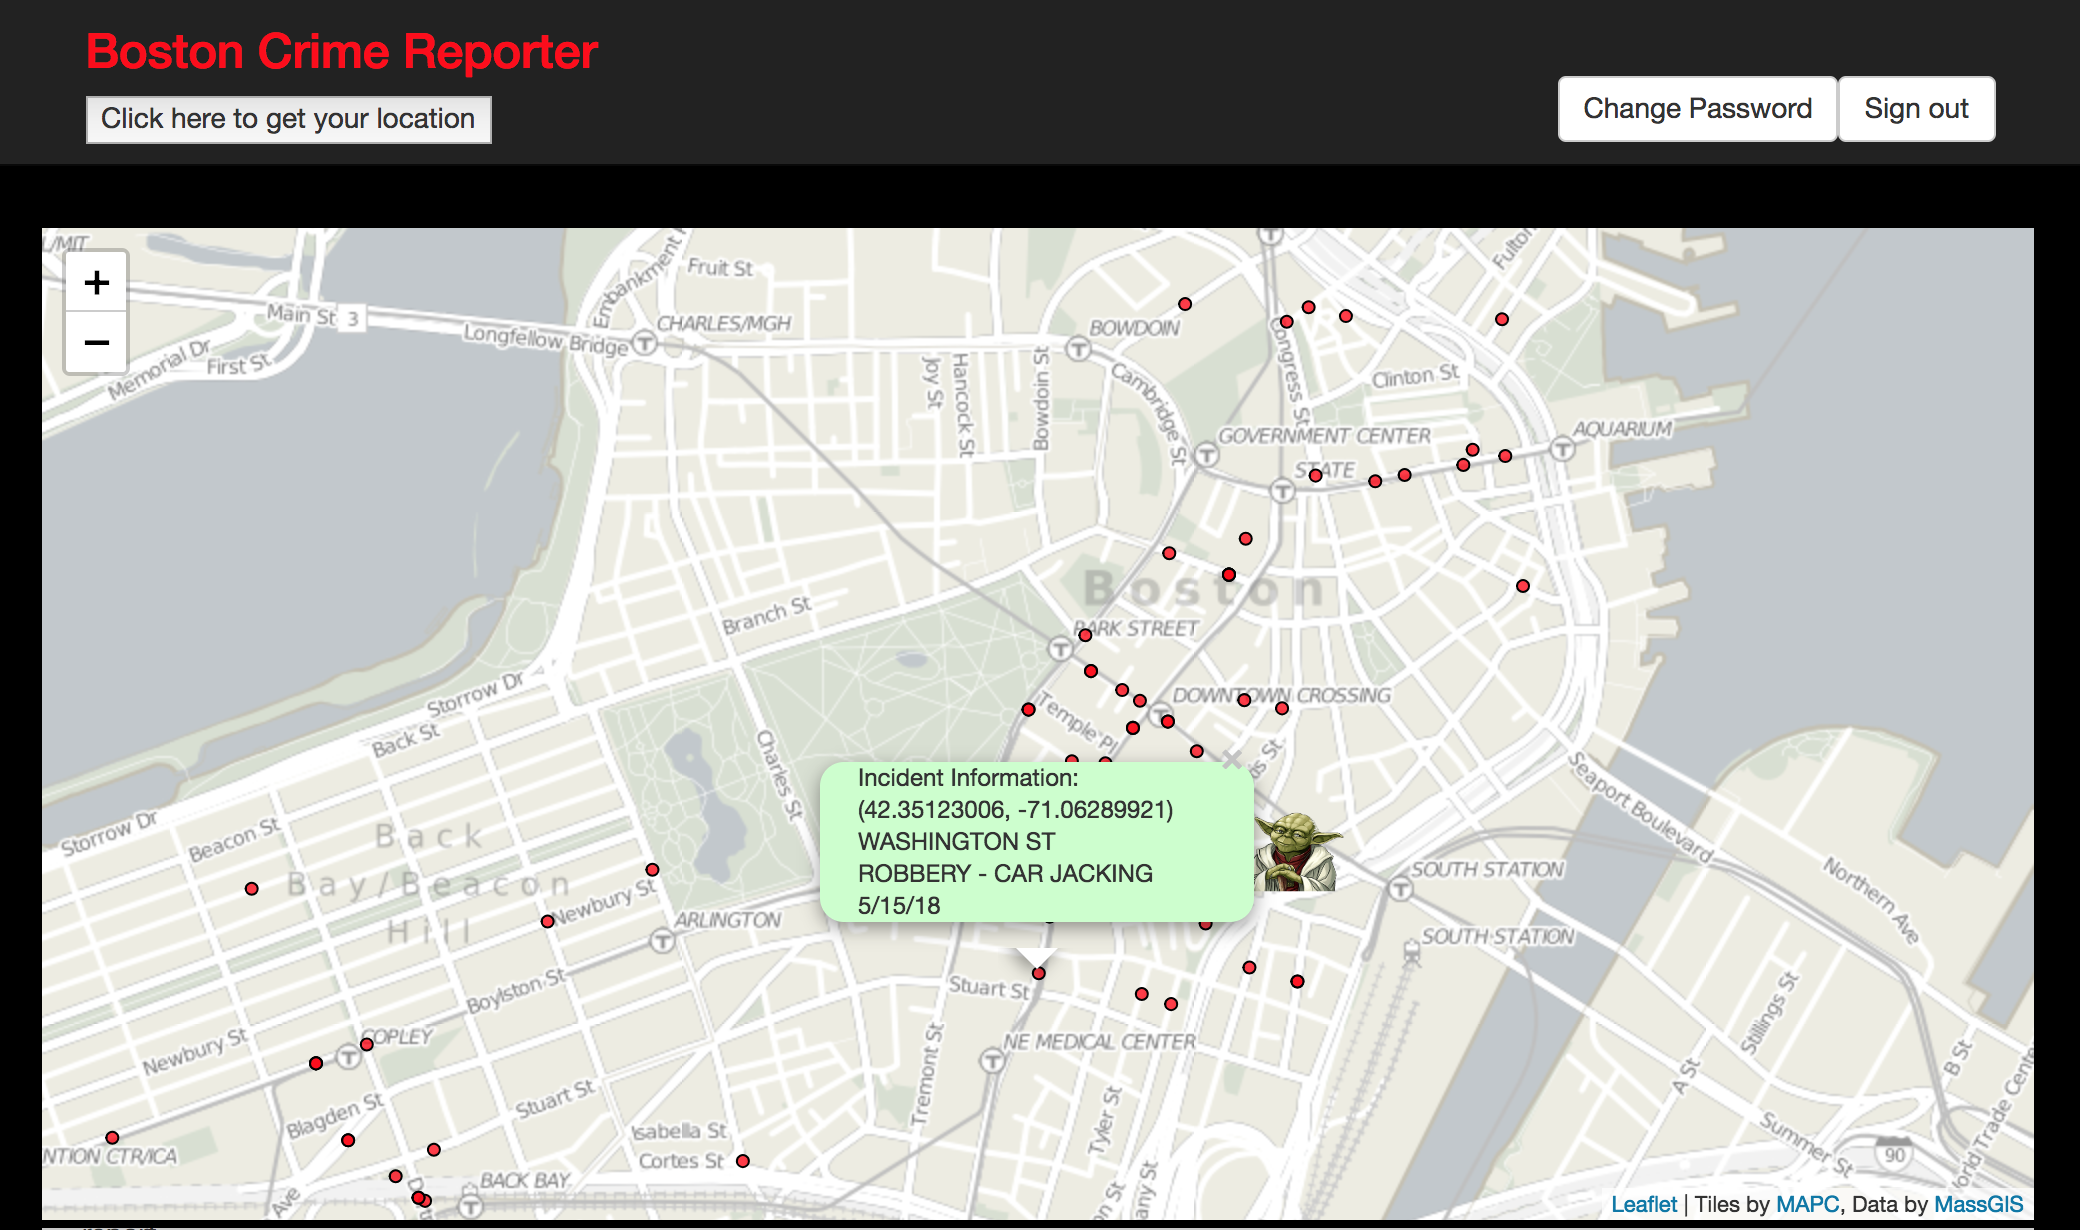 Boston Crime Reporter
Click here to get your location
Change Password
Sign out
L/MIT
+
−
Main St
3
Memorial Dr
First St
Longfellow Bridge
Embankment
Fruit St
CHARLES/MGH
BOWDOIN
Fulton
Joy St
Hancock St
Bowdoin St
Cambridge St
Congress St
Clinton St
GOVERNMENT CENTER
AQUARIUM
STATE
Boston
Branch St
PARK STREET
Storrow Dr
Back St
Charles St
Temple Pl
DOWNTOWN CROSSING
Incident Information:
(42.35123006, -71.06289921)
WASHINGTON ST
ROBBERY - CAR JACKING
5/15/18
Seaport Boulevard
Storrow Dr
Beacon St
Back
Bay/Beacon
Hill
Newbury St
ARLINGTON
SOUTH STATION
SOUTH STATION
Northern Ave
Boylston St
Stuart St
Newbury St
COPLEY
NE MEDICAL CENTER
Tremont St
Tyler St
Stillings St
A St
B St
Blagden St
Stuart St
Isabella St
Cortes St
NTION CTR/ICA
BACK BAY
Ave
any St
on St
Summer St
90
orld Trade Cente
Leaflet | Tiles by MAPC, Data by MassGIS